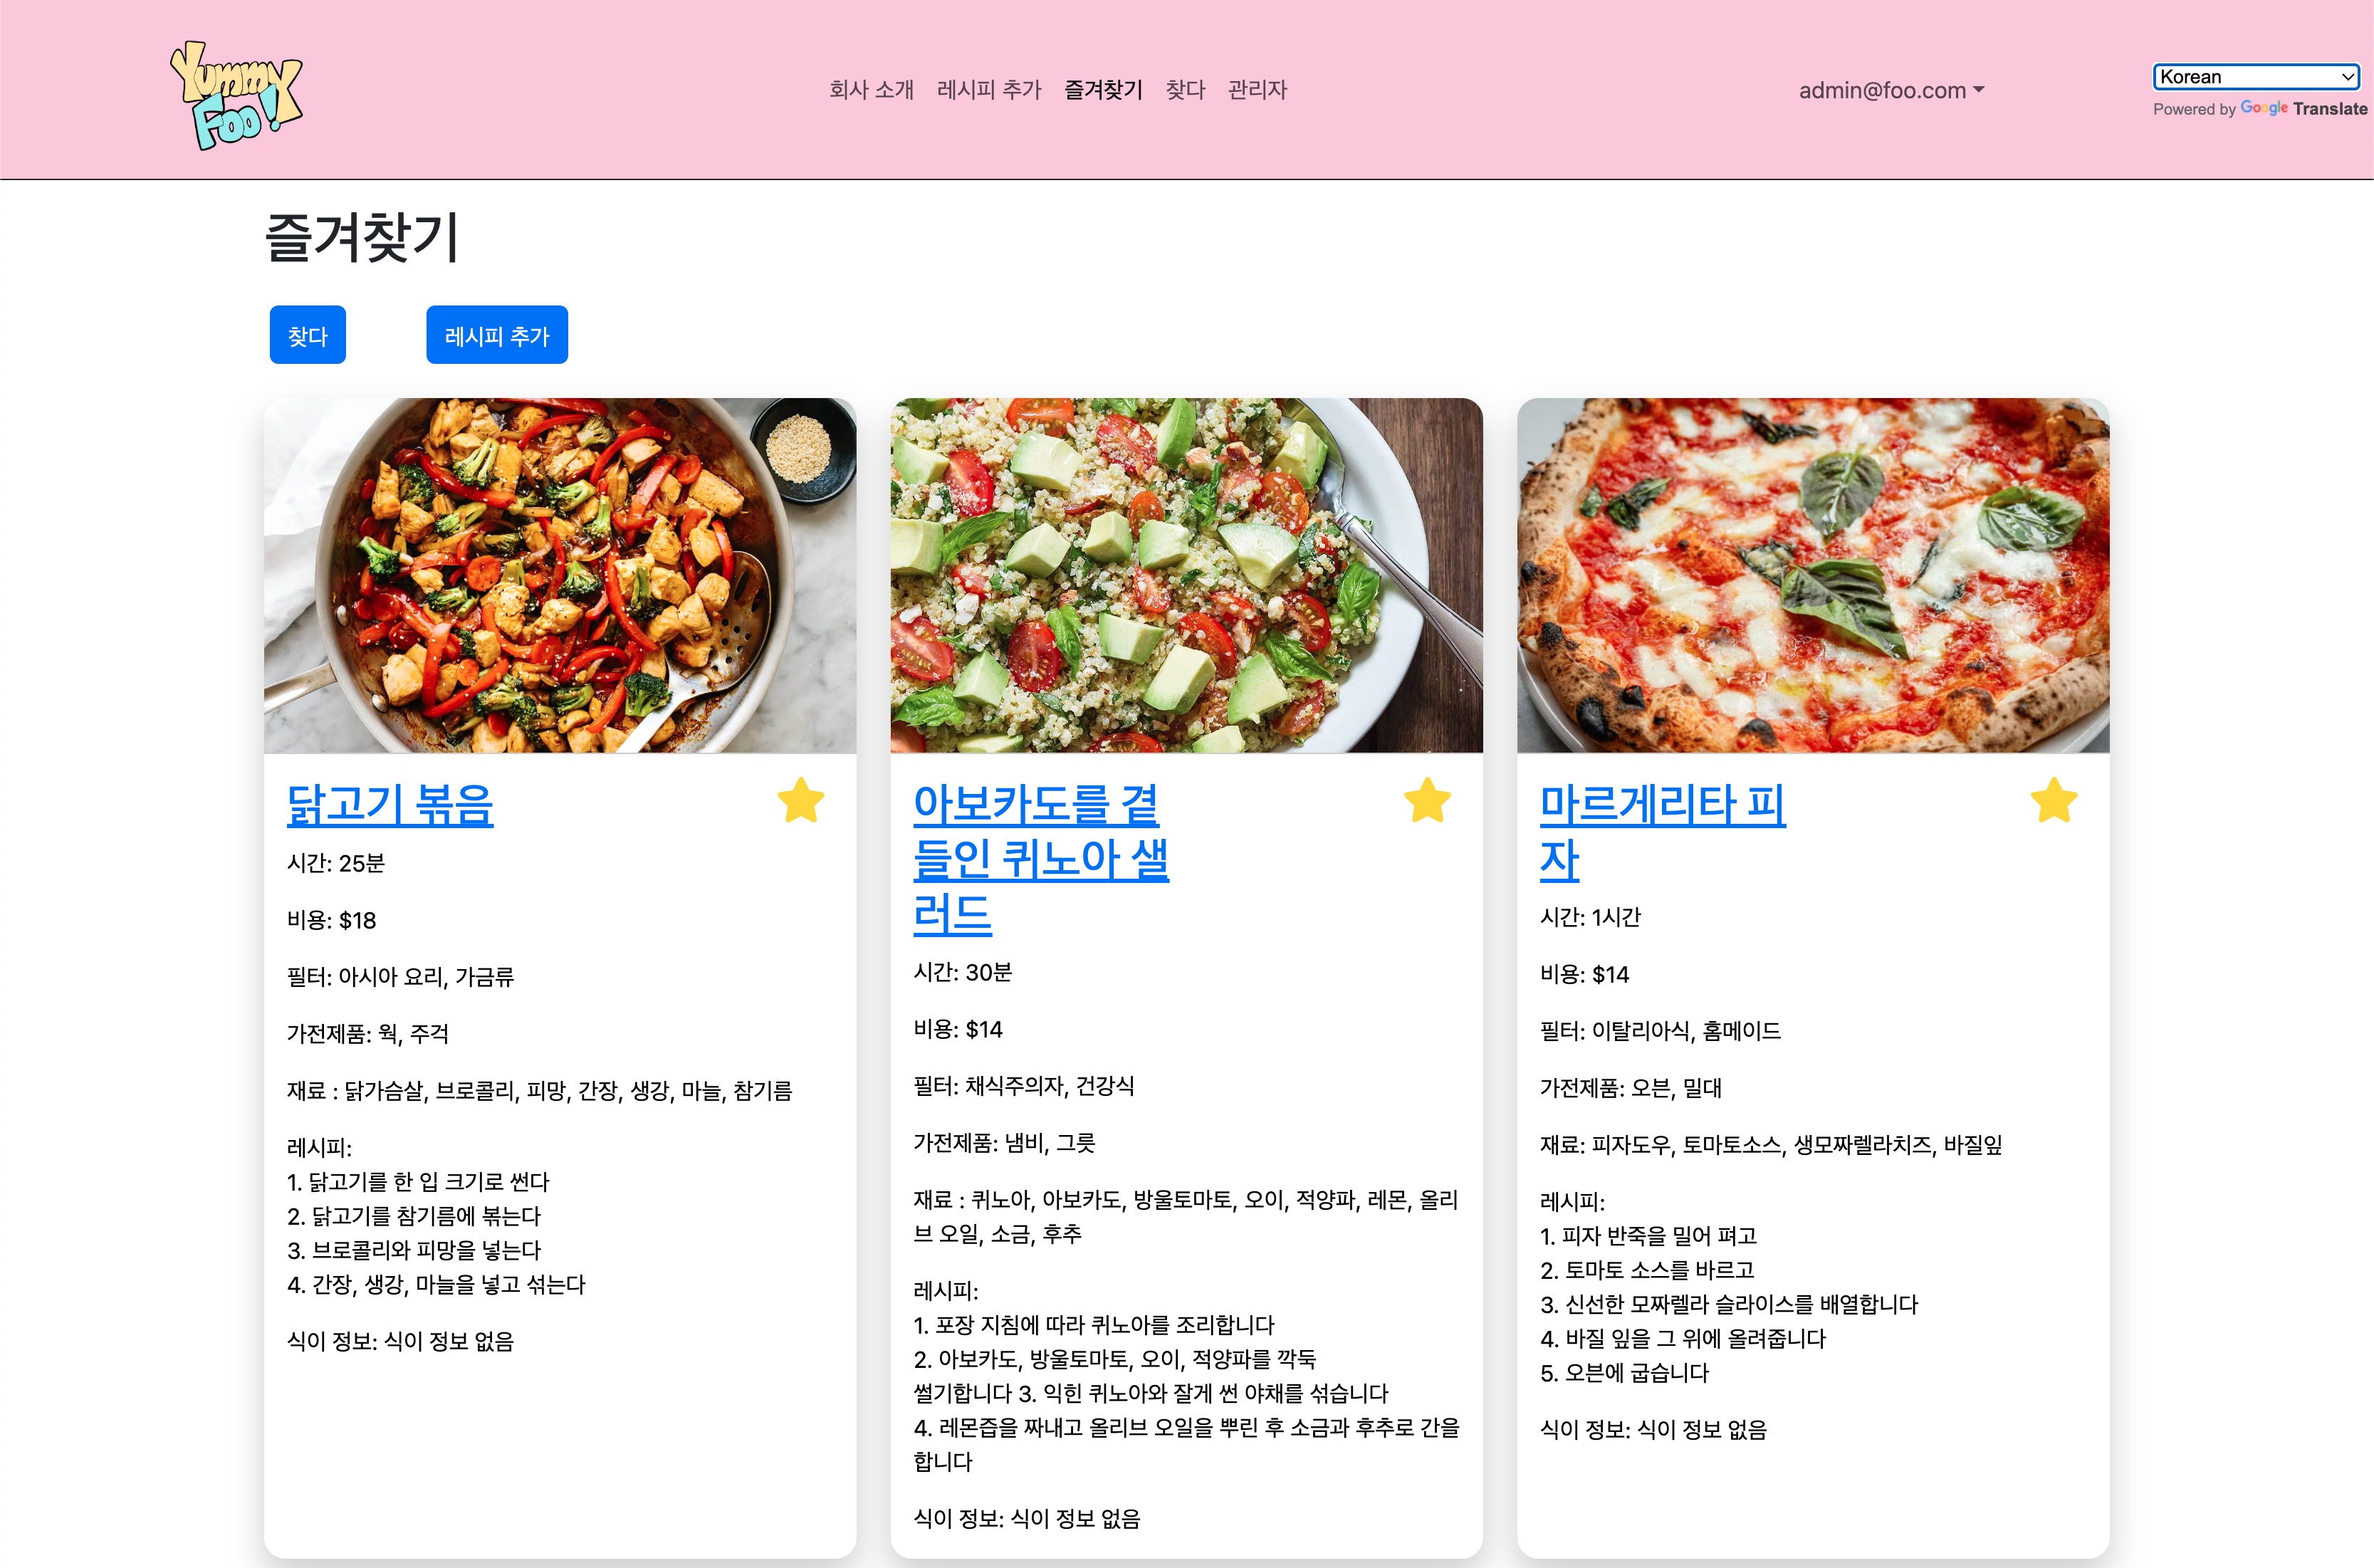 Yummy Foo!
회사 소개 레시피 추가 즐겨찾기 찾다 관리자
admin@foo.com
Korean
Powered by Google Translate
즐겨찾기
찾다
레시피 추가
닭고기 볶음
시간: 25분
비용: $18
필터: 아시아 요리, 가금류
가전제품: 웍, 주걱
재료 : 닭가슴살, 브로콜리, 피망, 간장, 생강, 마늘, 참기름
레시피:
1. 닭고기를 한 입 크기로 썬다
2. 닭고기를 참기름에 볶는다
3. 브로콜리와 피망을 넣는다
4. 간장, 생강, 마늘을 넣고 섞는다
식이 정보: 식이 정보 없음
아보카도를 곁
들인 퀴노아 샐
러드
시간: 30분
비용: $14
필터: 채식주의자, 건강식
가전제품: 냄비, 그릇
재료 : 퀴노아, 아보카도, 방울토마토, 오이, 적양파, 레몬, 올리
브 오일, 소금, 후추
레시피:
1. 포장 지침에 따라 퀴노아를 조리합니다
2. 아보카도, 방울토마토, 오이, 적양파를 깍둑
썰기합니다 3. 익힌 퀴노아와 잘게 썬 야채를 섞습니다
4. 레몬즙을 짜내고 올리브 오일을 뿌린 후 소금과 후추로 간을
합니다
식이 정보: 식이 정보 없음
마르게리타 피
자
시간: 1시간
비용: $14
필터: 이탈리아식, 홈메이드
가전제품: 오븐, 밀대
재료: 피자도우, 토마토소스, 생모짜렐라치즈, 바질잎
레시피:
1. 피자 반죽을 밀어 펴고
2. 토마토 소스를 바르고
3. 신선한 모짜렐라 슬라이스를 배열합니다
4. 바질 잎을 그 위에 올려줍니다
5. 오븐에 굽습니다
식이 정보: 식이 정보 없음